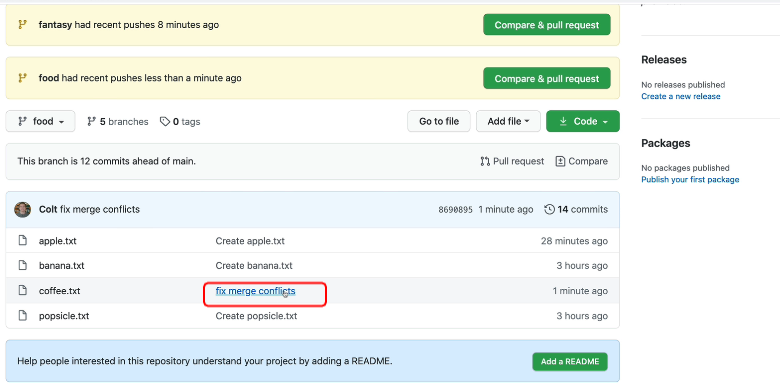 fantasy had recent pushes 8 minutes ago
Compare & pull request
food had recent pushes less than a minute ago
Compare & pull request
food
5 branches
0 tags
Go to file
Add file
Code
This branch is 12 commits ahead of main.
Pull request
Compare
Colt fix merge conflicts
8690895 1 minute ago
14 commits
apple.txt
Create apple.txt
28 minutes ago
banana.txt
Create banana.txt
3 hours ago
coffee.txt
fix merge conflicts
1 minute ago
popsicle.txt
Create popsicle.txt
3 hours ago
Help people interested in this repository understand your project by adding a README.
Add a README
Releases
No releases published
Create a new release
Packages
No packages published
Publish your first package